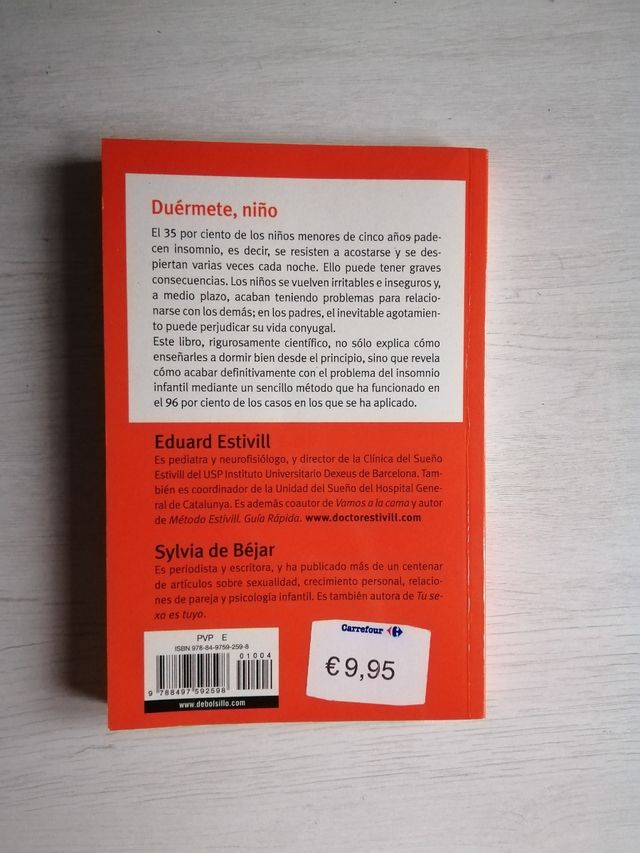 Duérmete, niño
El 35 por ciento de los niños menores de cinco años pade-
cen insomnio, es decir, se resisten a acostarse y se des-
piertan varias veces cada noche. Ello puede tener graves
consecuencias. Los niños se vuelven irritables e inseguros y,
a medio plazo, acaban teniendo problemas para relacio-
narse con los demás; en los padres, el inevitable agotamien-
to puede perjudicar su vida conyugal.
Este libro, rigurosamente científico, no sólo explica cómo
enseñarles a dormir bien desde el principio, sino que revela
cómo acabar definitivamente con el problema del insomnio
infantil mediante un sencillo método que ha funcionado en
el 96 por ciento de los casos en los que se ha aplicado.
Eduard Estivill
Es pediatra y neurofisiólogo, y director de la Clínica del Sueño
Estivill del USP Instituto Universitario Dexeus de Barcelona. Tam-
bién es coordinador de la Unidad del Sueño del Hospital Gene-
ral de Catalunya. Es además coautor de Vamos a la cama y autor
de Método Estivill. Guía Rápida. www.doctorestivill.com
Sylvia de Béjar
Es periodista y escritora, y ha publicado más de un centenar
de artículos sobre sexualidad, crecimiento personal, relacio-
nes de pareja y psicología infantil. Es también autora de Tu se-
xo es tuyo.
PVP E
ISBN 978-84-9759-259-8
01004
9 788497 592598
www.debolsillo.com
Carrefour
€9,95